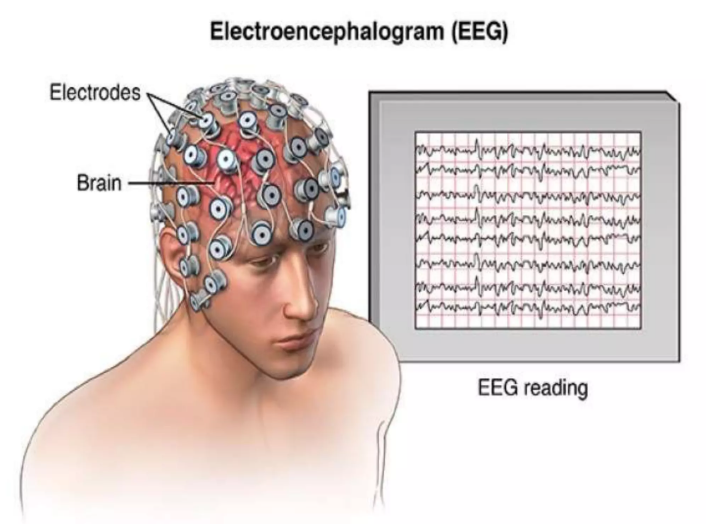 Electroencephalogram (EEG)
Electrodes
Brain
EEG reading